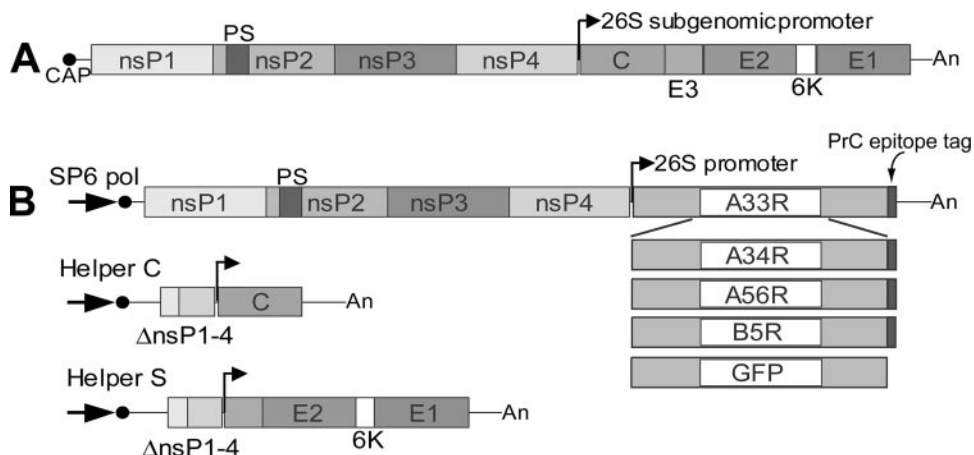 26S subgenomic promoter
PS
A
nsP1 nsP2 nsP3 nsP4 C E2 E1 An
CAP
E3 6K
PrC epitope tag
SP6 pol
PS
26S promoter
B
nsP1 nsP2 nsP3 nsP4 A33R An
A34R
Helper C
C An
A56R
ΔnsP1-4
B5R
Helper S
GFP
E2 E1 An
ΔnsP1-4
6K